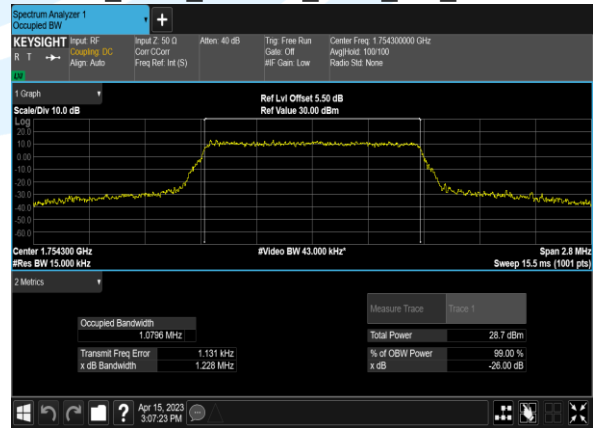 Spectrum Analyzer 1
Occupied BW
KEYSIGHT
R T
LU
Input: RF
Coupling: DC
Align: Auto
Input Z: 50 Ω
Corr CCorr
Freq Ref: Int (S)
Atten: 40 dB
Trig: Free Run
Gate: Off
#IF Gain: Low
Center Freq: 1.754300000 GHz
Avg|Hold: 100/100
Radio Std: None
1 Graph
Scale/Div 10.0 dB
Ref Lvl Offset 5.50 dB
Ref Value 30.00 dBm
Log
20.0
10.0
0.00
-10.0
-20.0
-30.0
-40.0
-50.0
-60.0
Center 1.754300 GHz
#Res BW 15.000 kHz
#Video BW 43.000 kHz*
Span 2.8 MHz
Sweep 15.5 ms (1001 pts)
2 Metrics
Measure Trace
Trace 1
Occupied Bandwidth
1.0796 MHz
Total Power
28.7 dBm
Transmit Freq Error
1.131 kHz
% of OBW Power
99.00 %
x dB Bandwidth
1.228 MHz
x dB
-26.00 dB
?
Apr 15, 2023
3:07:23 PM